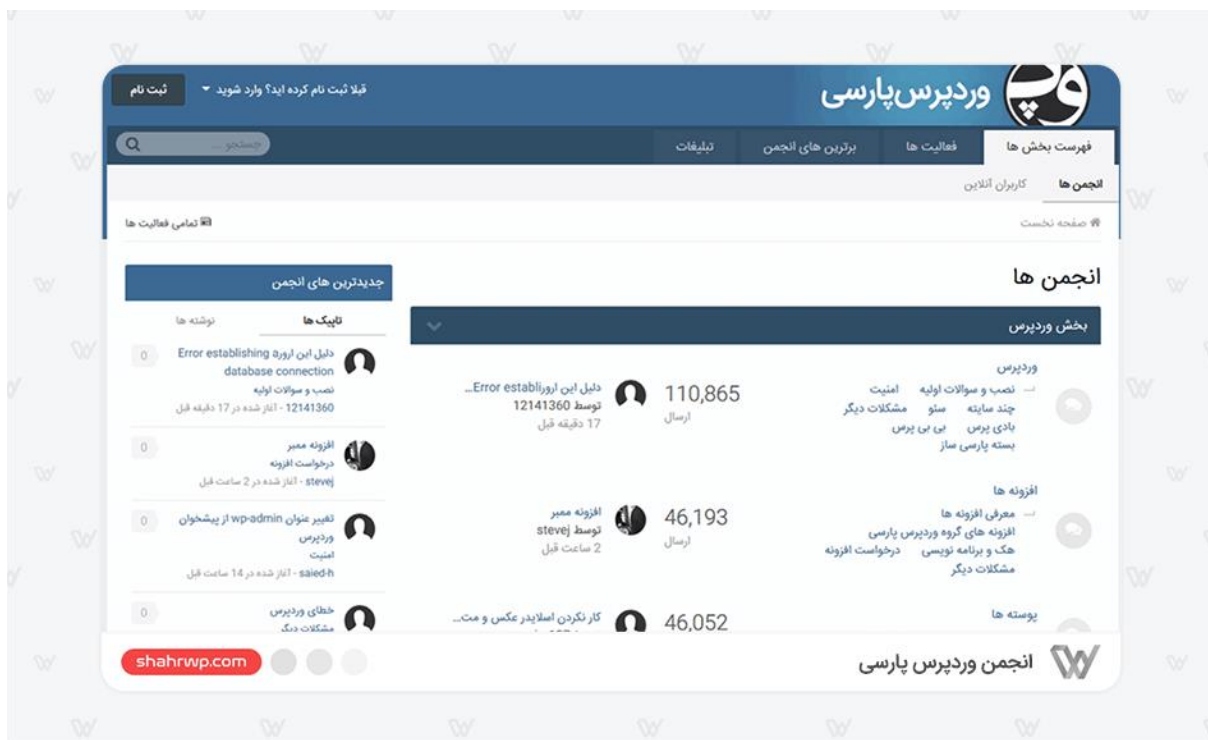 وردپرس‌پارسی
قبلا ثبت نام کرده اید؟ وارد شوید
ثبت نام
فهرست بخش ها
فعالیت ها
برترین های انجمن
تبلیغات
جستجو ...
انجمن ها
کاربران آنلاین
صفحه نخست
تمامی فعالیت ها
انجمن ها
بخش وردپرس
وردپرس
نصب و سوالات اولیه امنیت
چند سایته سئو مشکلات دیگر
بادی پرس بی بی پرس
بسته پارسی ساز
110,865
ارسال
دلیل این ارورError establi...
توسط 12141360
17 دقیقه قبل
افزونه ها
معرفی افزونه ها
افزونه های گروه وردپرس پارسی
هک و برنامه نویسی درخواست افزونه
مشکلات دیگر
46,193
ارسال
افزونه ممبر
توسط stevej
2 ساعت قبل
پوسته ها
46,052
کار نکردن اسلایدر عکس و مت...
جدیدترین های انجمن
تاپیک ها
نوشته ها
دلیل این ارورError establishing a
database connection
نصب و سوالات اولیه
12141360 - آغاز شده در 17 دقیقه قبل
0
افزونه ممبر
درخواست افزونه
stevej - آغاز شده در 2 ساعت قبل
0
تغییر عنوان wp-admin از پیشخوان
وردپرس
امنیت
saied-h - آغاز شده در 14 ساعت قبل
0
خطای وردپرس
مشکلات دیگر
0
انجمن وردپرس پارسی
shahrwp.com